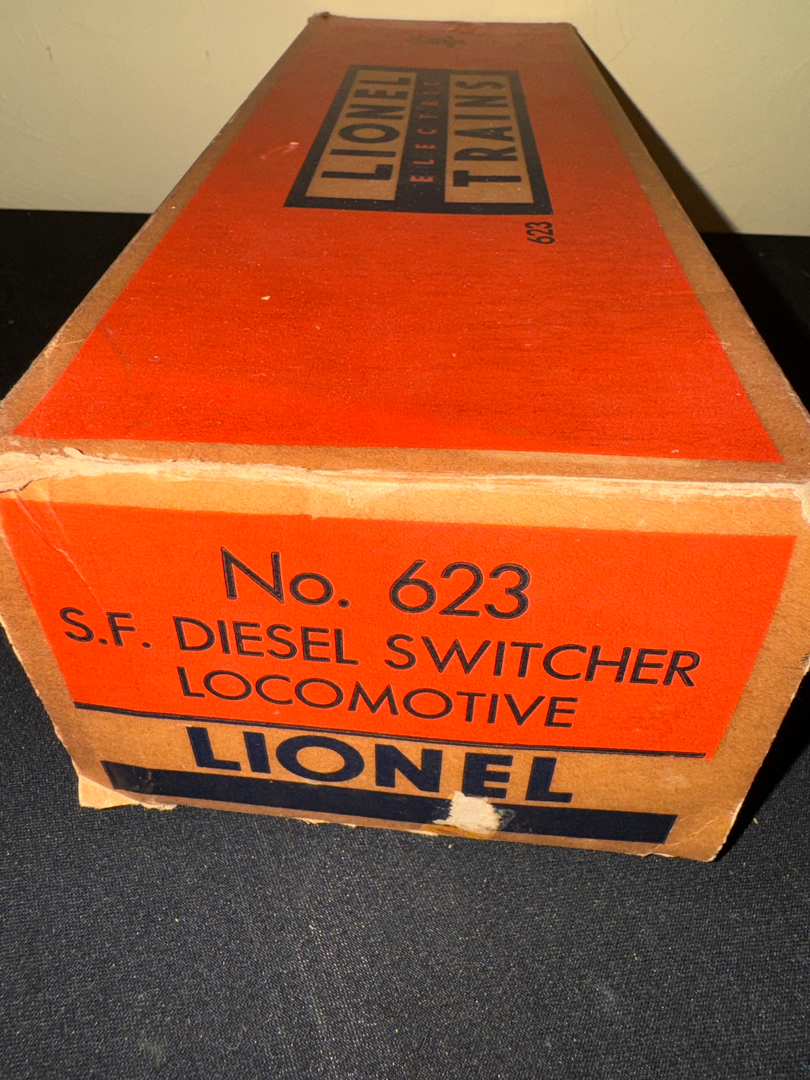 LIONEL
ELECTRIC
TRAINS
623
No. 623
S.F. DIESEL SWITCHER
LOCOMOTIVE
LIONEL